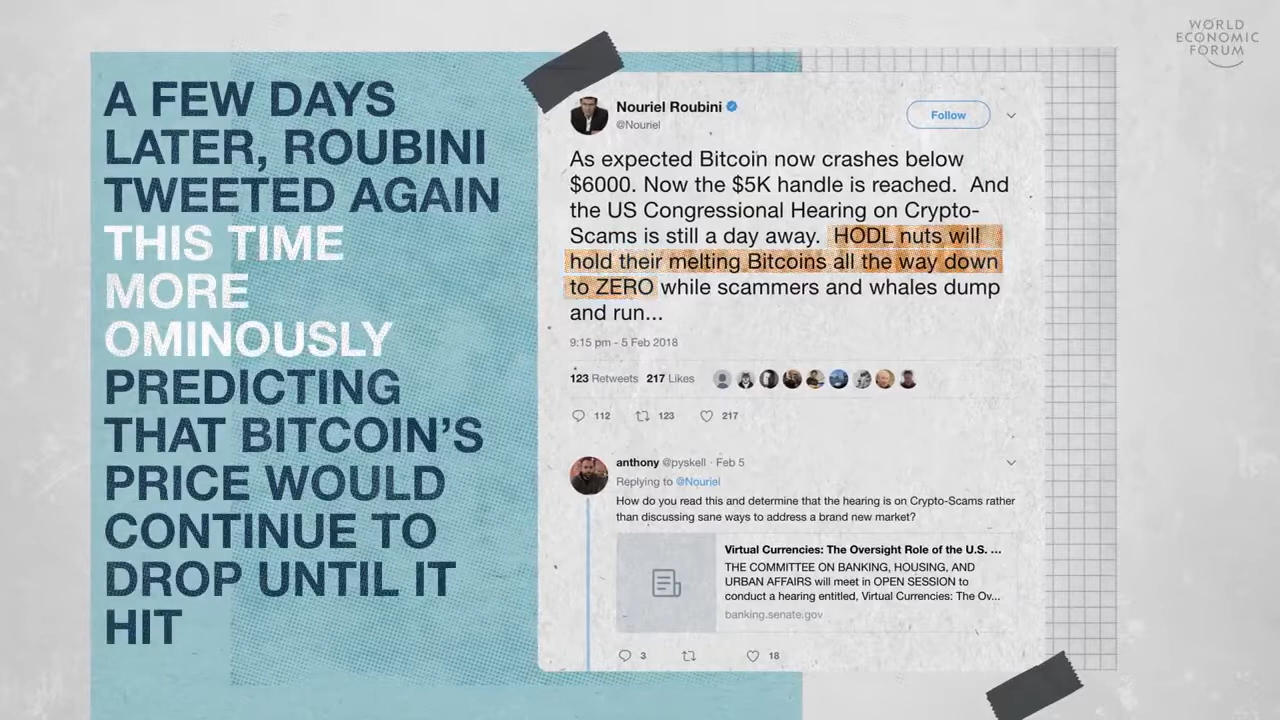 WORLD
ECONOMIC
FORUM
A FEW DAYS
LATER, ROUBINI
TWEETED AGAIN
THIS TIME
MORE
OMINOUSLY
PREDICTING
THAT BITCOIN’S
PRICE WOULD
CONTINUE TO
DROP UNTIL IT
HIT
Nouriel Roubini
@Nouriel
Follow
As expected Bitcoin now crashes below
$6000. Now the $5K handle is reached. And
the US Congressional Hearing on Crypto-
Scams is still a day away. HODL nuts will
hold their melting Bitcoins all the way down
to ZERO while scammers and whales dump
and run...
9:15 pm - 5 Feb 2018
123 Retweets 217 Likes
112 123 217
anthony @pyskell · Feb 5
Replying to @Nouriel
How do you read this and determine that the hearing is on Crypto-Scams rather
than discussing sane ways to address a brand new market?
Virtual Currencies: The Oversight Role of the U.S. ...
THE COMMITTEE ON BANKING, HOUSING, AND
URBAN AFFAIRS will meet in OPEN SESSION to
conduct a hearing entitled, Virtual Currencies: The Ov...
banking.senate.gov
3 18